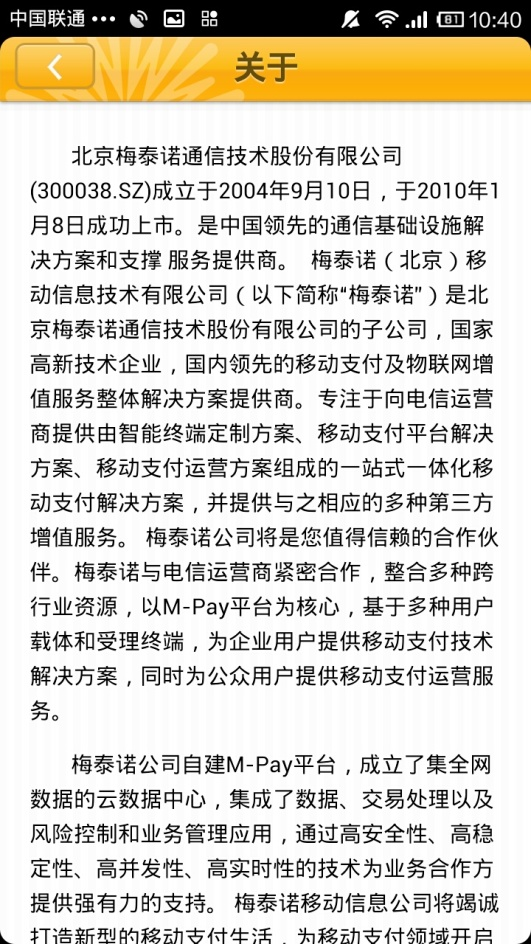 中国联通 81 10:40
关于
北京梅泰诺通信技术股份有限公司
(300038.SZ)成立于2004年9月10日，于2010年1
月8日成功上市。是中国领先的通信基础设施解
决方案和支撑 服务提供商。 梅泰诺（北京）移
动信息技术有限公司（以下简称“梅泰诺”）是北
京梅泰诺通信技术股份有限公司的子公司，国家
高新技术企业，国内领先的移动支付及物联网增
值服务整体解决方案提供商。专注于向电信运营
商提供由智能终端定制方案、移动支付平台解决
方案、移动支付运营方案组成的一站式一体化移
动支付解决方案，并提供与之相应的多种第三方
增值服务。 梅泰诺公司将是您值得信赖的合作伙
伴。梅泰诺与电信运营商紧密合作，整合多种跨
行业资源，以M-Pay平台为核心，基于多种用户
载体和受理终端，为企业用户提供移动支付技术
解决方案，同时为公众用户提供移动支付运营服
务。
梅泰诺公司自建M-Pay平台，成立了集全网
数据的云数据中心，集成了数据、交易处理以及
风险控制和业务管理应用，通过高安全性、高稳
定性、高并发性、高实时性的技术为业务合作方
提供强有力的支持。 梅泰诺移动信息公司将竭诚
打造新型的移动支付生活，为移动支付领域开启